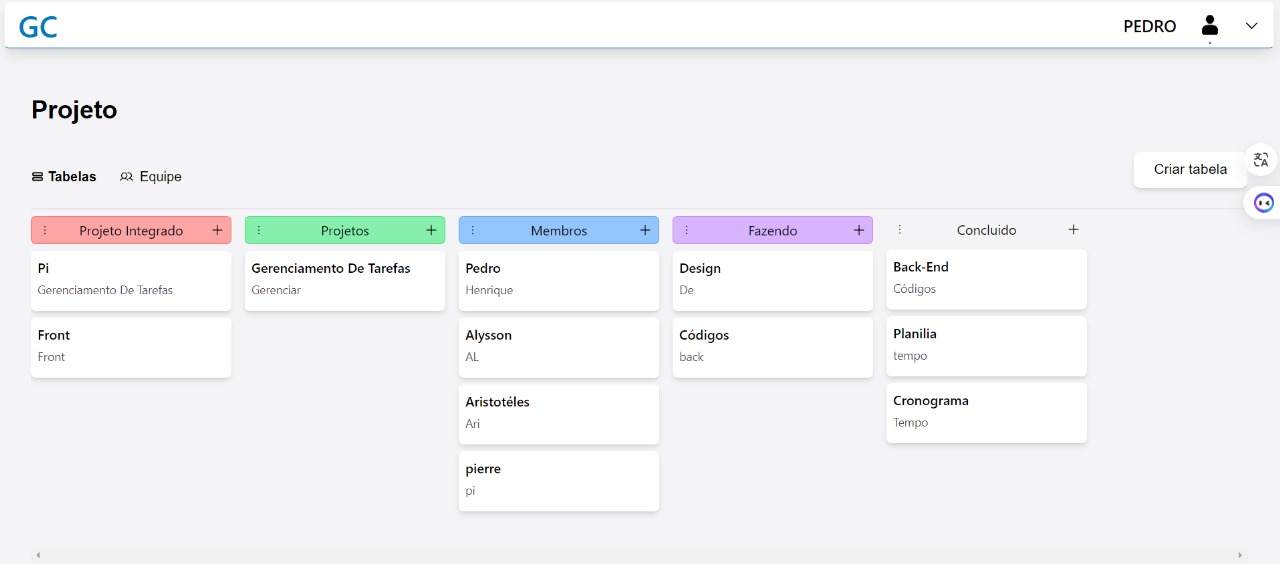 GC
PEDRO
Projeto
Tabelas
Equipe
Criar tabela
Projeto Integrado
Pi
Gerenciamento De Tarefas
Front
Front
Projetos
Gerenciamento De Tarefas
Gerenciar
Membros
Pedro
Henrique
Alysson
AL
Aristotéles
Ari
pierre
pi
Fazendo
Design
De
Códigos
back
Concluido
Back-End
Códigos
Planilia
tempo
Cronograma
Tempo